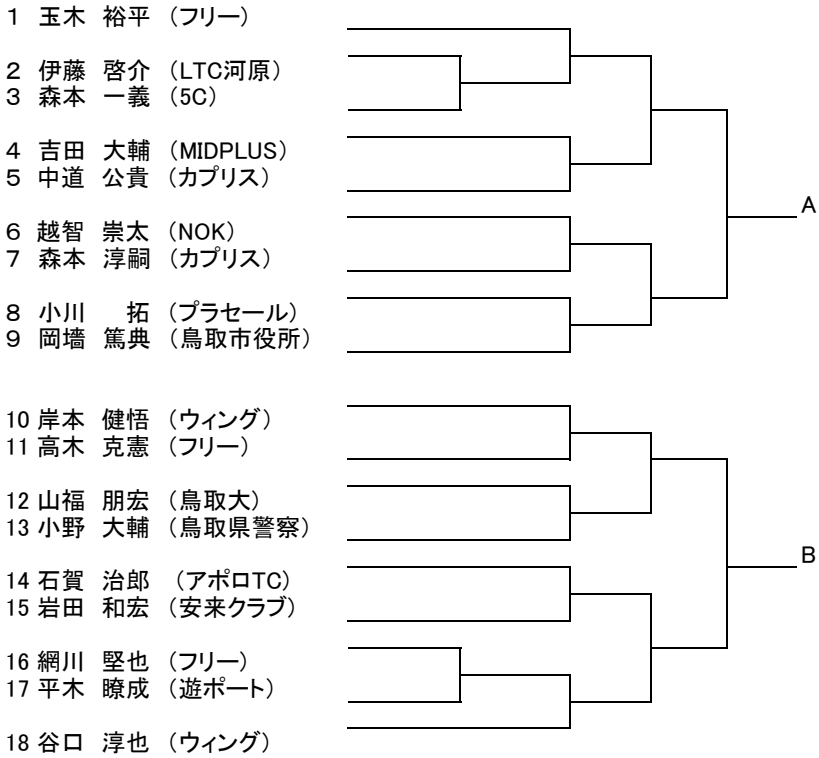 1 玉木 裕平 (フリー)
2 伊藤 啓介 (LTC河原)
3 森本 一義 (5C)
4 吉田 大輔 (MIDPLUS)
5 中道 公貴 (カプリス)
A
6 越智 崇太 (NOK)
7 森本 淳嗣 (カプリス)
8 小川 拓 (プラセール)
9 岡墻 篤典 (鳥取市役所)
10 岸本 健悟 (ウィング)
11 高木 克憲 (フリー)
12 山福 朋宏 (鳥取大)
13 小野 大輔 (鳥取県警察)
B
14 石賀 治郎 (アポロTC)
15 岩田 和宏 (安来クラブ)
16 網川 堅也 (フリー)
17 平木 瞭成 (遊ポート)
18 谷口 淳也 (ウィング)